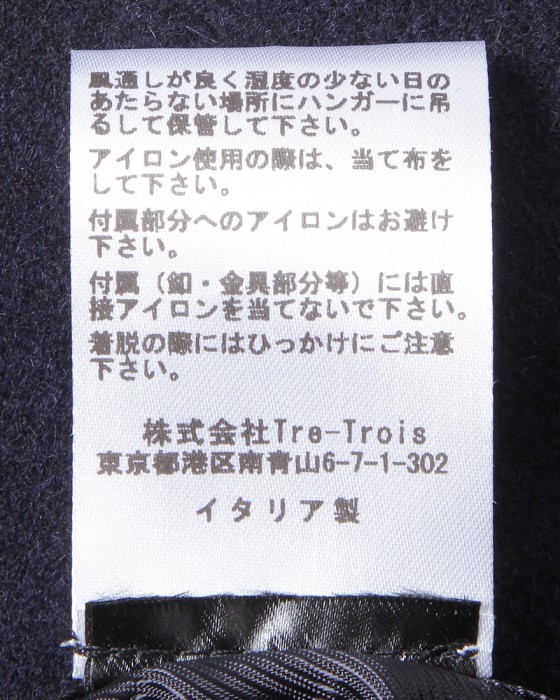 風通しが良く湿度の少ない日の
あたらない場所にハンガーに吊
るして保管して下さい。
アイロン使用の際は、当て布を
して下さい。
付属部分へのアイロンはお避け
下さい。
付属（釦・金具部分等）には直
接アイロンを当てないで下さい。
着脱の際にはひっかけにご注意
下さい。
株式会社Tre-Trois
東京都港区南青山6-7-1-302
イタリア製